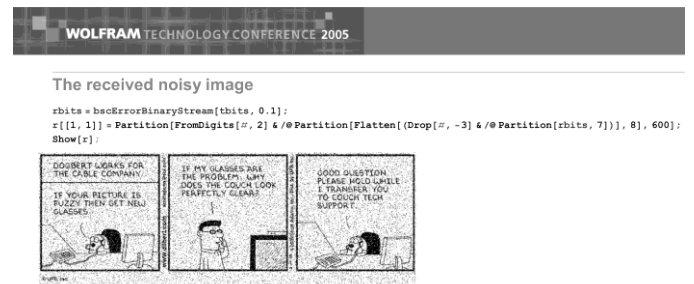 WOLFRAM TECHNOLOGY CONFERENCE 2005
The received noisy image
rbits = bscErrorBinaryStream[tbits, 0.1];
r[[1, 1]] = Partition[FromDigits[#, 2] & /@ Partition[Flatten[(Drop[#, -3] & /@ Partition[rbits, 7])], 8], 600];
Show[r];
DOGBERT WORKS FOR
THE CABLE COMPANY.
IF YOUR PICTURE IS
FUZZY THEN GET NEW
GLASSES.
www.dilbert.com
IF MY GLASSES ARE
THE PROBLEM, WHY
DOES THE COUCH LOOK
PERFECTLY CLEAR?
GOOD QUESTION.
PLEASE HOLD WHILE
I TRANSFER YOU
TO COUCH TECH
SUPPORT.